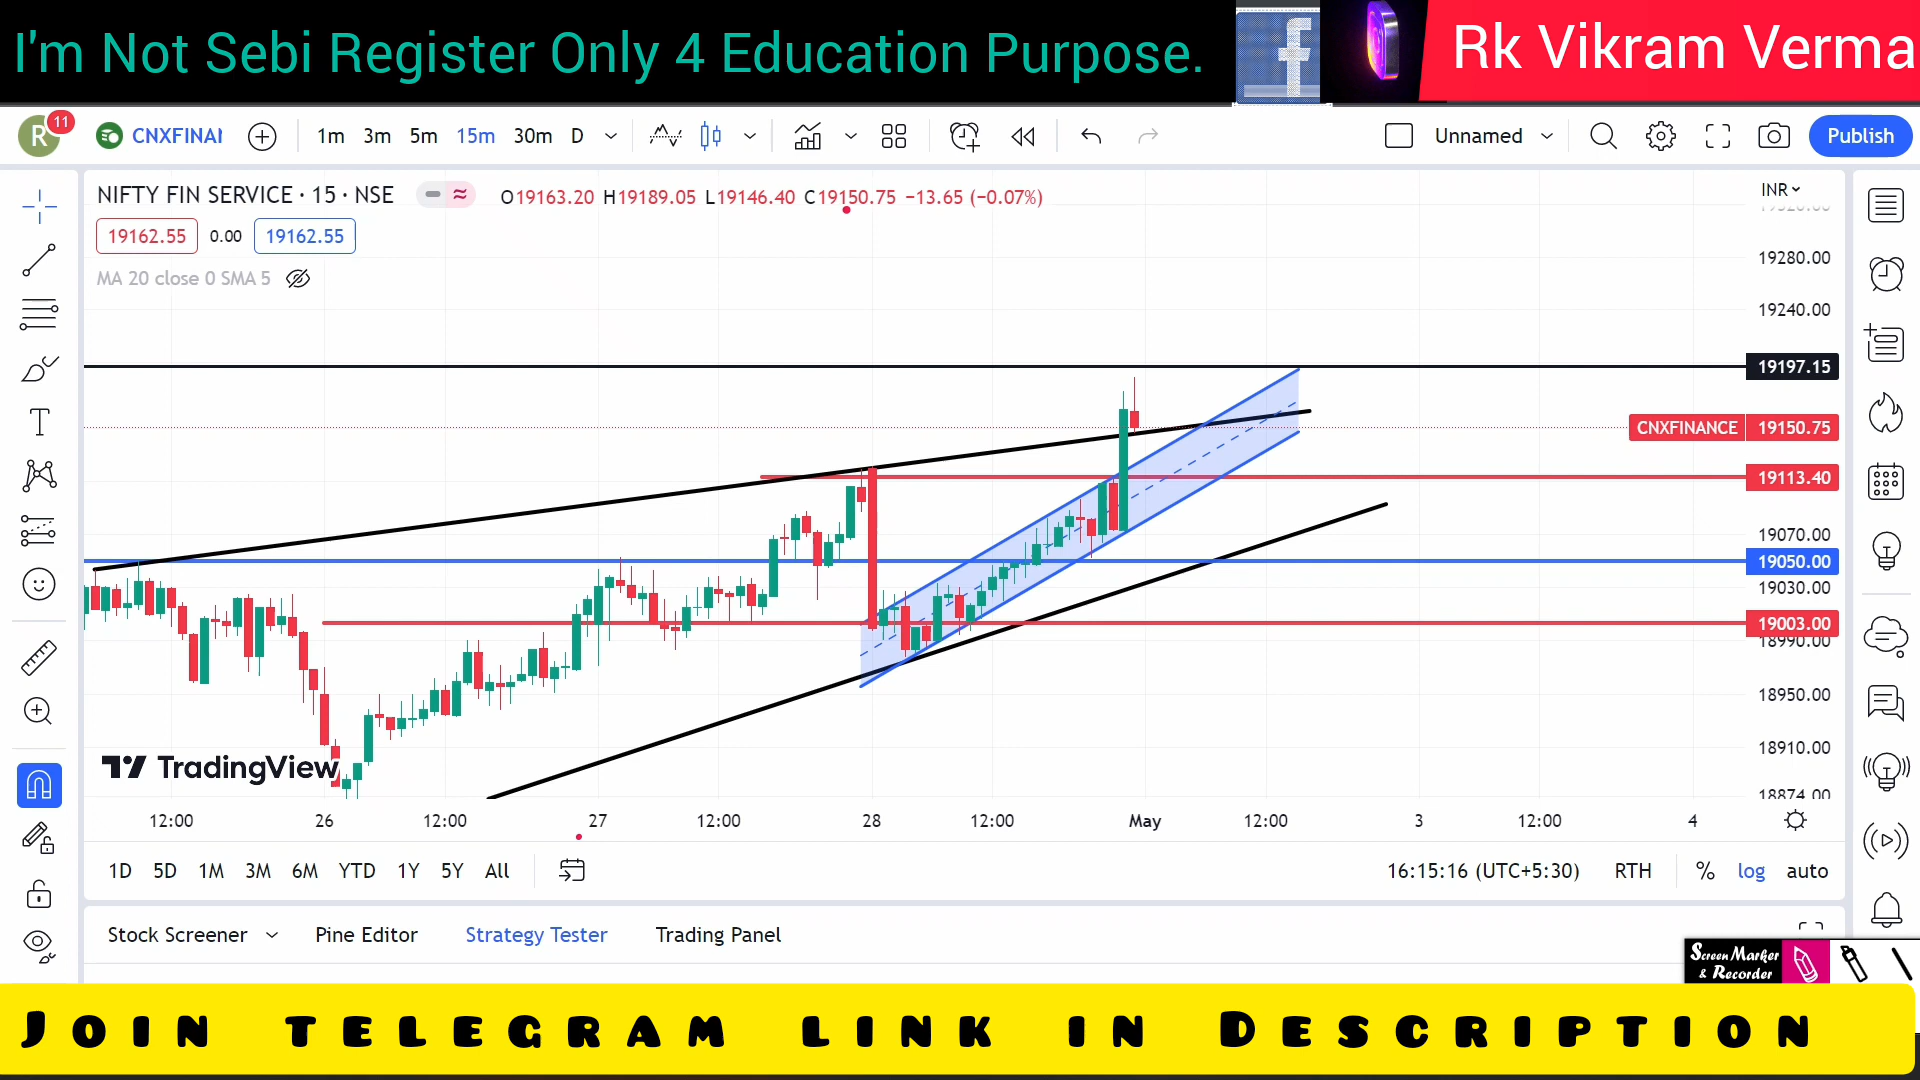 I'm Not Sebi Register Only 4 Education Purpose.
Rk Vikram Verma
R 11 CNXFINAI 1m 3m 5m 15m 30m D Unnamed Publish
NIFTY FIN SERVICE · 15 · NSE O19163.20 H19189.05 L19146.40 C19150.75 −13.65 (−0.07%) INR
19162.55 0.00 19162.55
MA 20 close 0 SMA 5
19280.00
19240.00
19197.15
CNXFINANCE 19150.75
19113.40
19070.00
19050.00
19030.00
19003.00
18990.00
18950.00
18910.00
18874.00
TradingView
12:00 26 12:00 27 12:00 28 12:00 May 12:00 3 12:00 4
1D 5D 1M 3M 6M YTD 1Y 5Y All 16:15:16 (UTC+5:30) RTH % log auto
Stock Screener Pine Editor Strategy Tester Trading Panel
Screen Marker
& Recorder
Join telegram link in Description